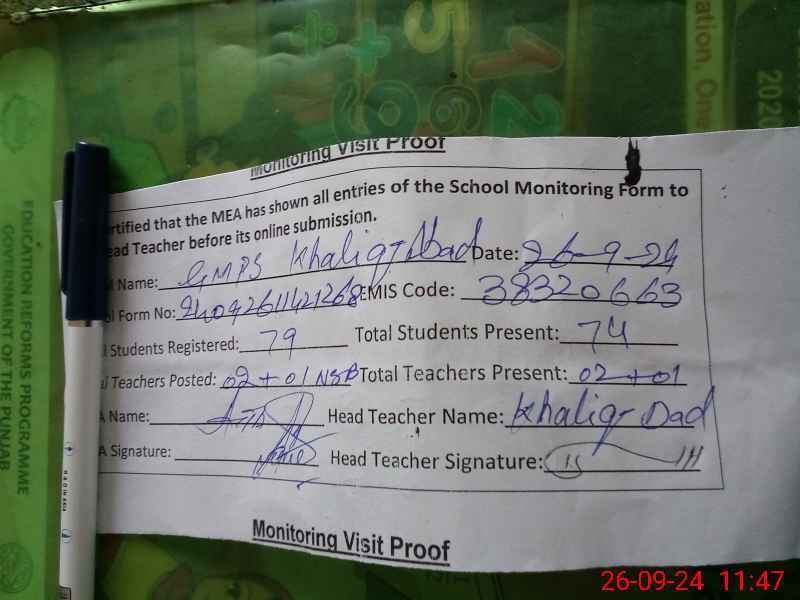 Monitoring Visit Proof
ertified that the MEA has shown all entries of the School Monitoring Form to
ead Teacher before its online submission.
l Name: GMPS Khaliq Abad Date: 26-9-24
ol Form No: EMIS Code: 38320663
l Students Registered: 79 Total Students Present: 74
al Teachers Posted: 02+01 NSB Total Teachers Present: 02+01
A Name: Head Teacher Name: Khaliq Dad
A Signature: Head Teacher Signature:
Monitoring Visit Proof
EDUCATION REFORMS PROGRAMME
GOVERNMENT OF THE PUNJAB
ation, One
2020
26-09-24 11:47